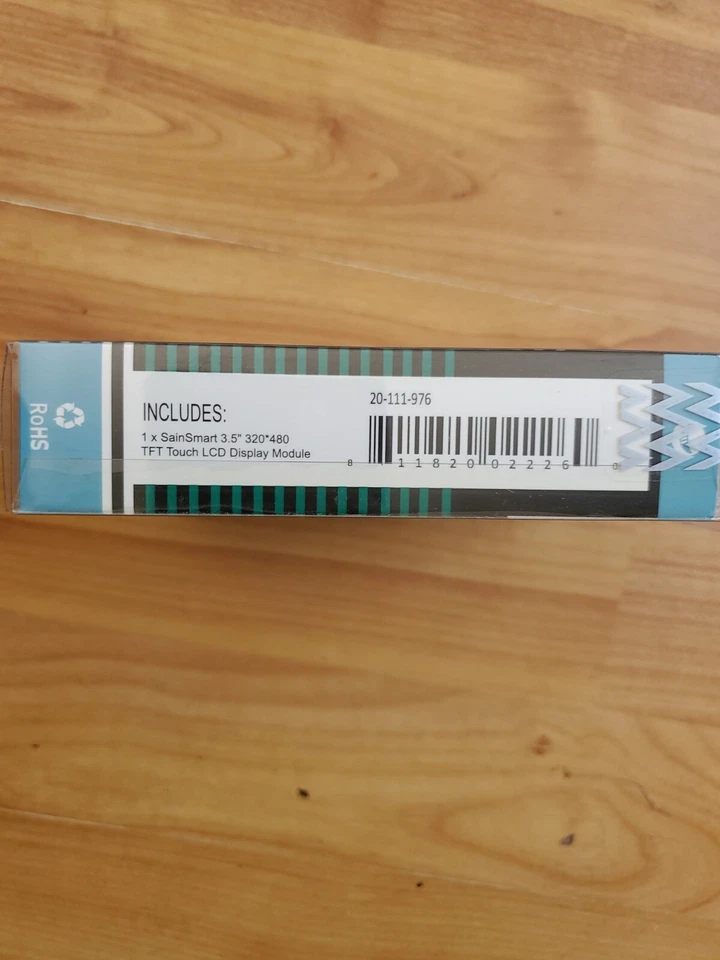 RoHS
INCLUDES:
1 x SainSmart 3.5" 320*480
TFT Touch LCD Display Module
20-111-976
8 11820 02226